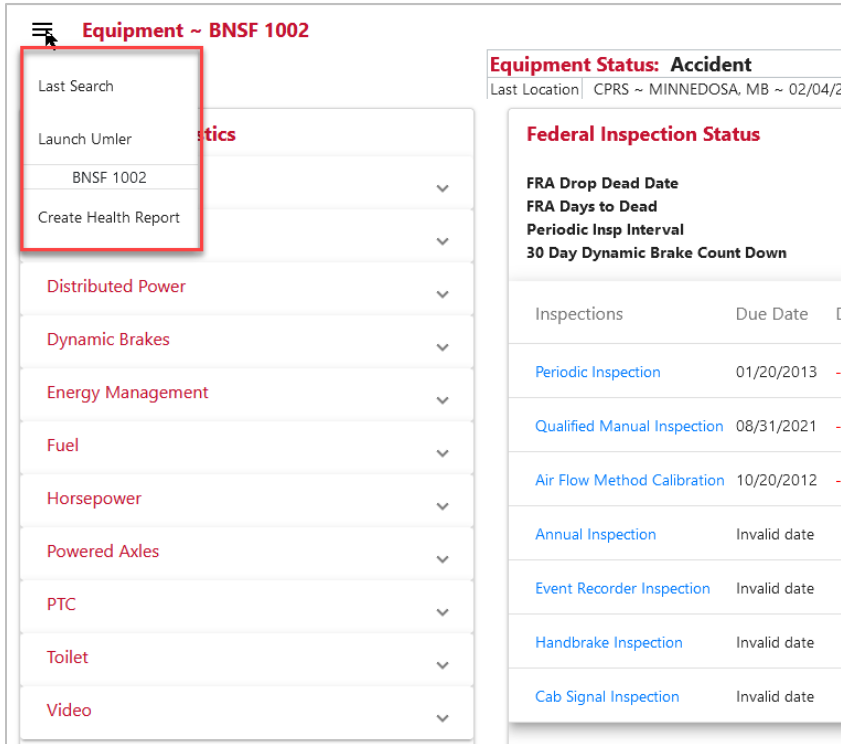 Equipment ~ BNSF 1002
Last Search
Launch Umler
BNSF 1002
Create Health Report
Equipment Status: Accident
Last Location CPRS ~ MINNEDOSA, MB ~ 02/04/2
tics
Distributed Power
Dynamic Brakes
Energy Management
Fuel
Horsepower
Powered Axles
PTC
Toilet
Video
Federal Inspection Status
FRA Drop Dead Date
FRA Days to Dead
Periodic Insp Interval
30 Day Dynamic Brake Count Down
Inspections Due Date D
Periodic Inspection 01/20/2013 -
Qualified Manual Inspection 08/31/2021 -
Air Flow Method Calibration 10/20/2012 -
Annual Inspection Invalid date
Event Recorder Inspection Invalid date
Handbrake Inspection Invalid date
Cab Signal Inspection Invalid date